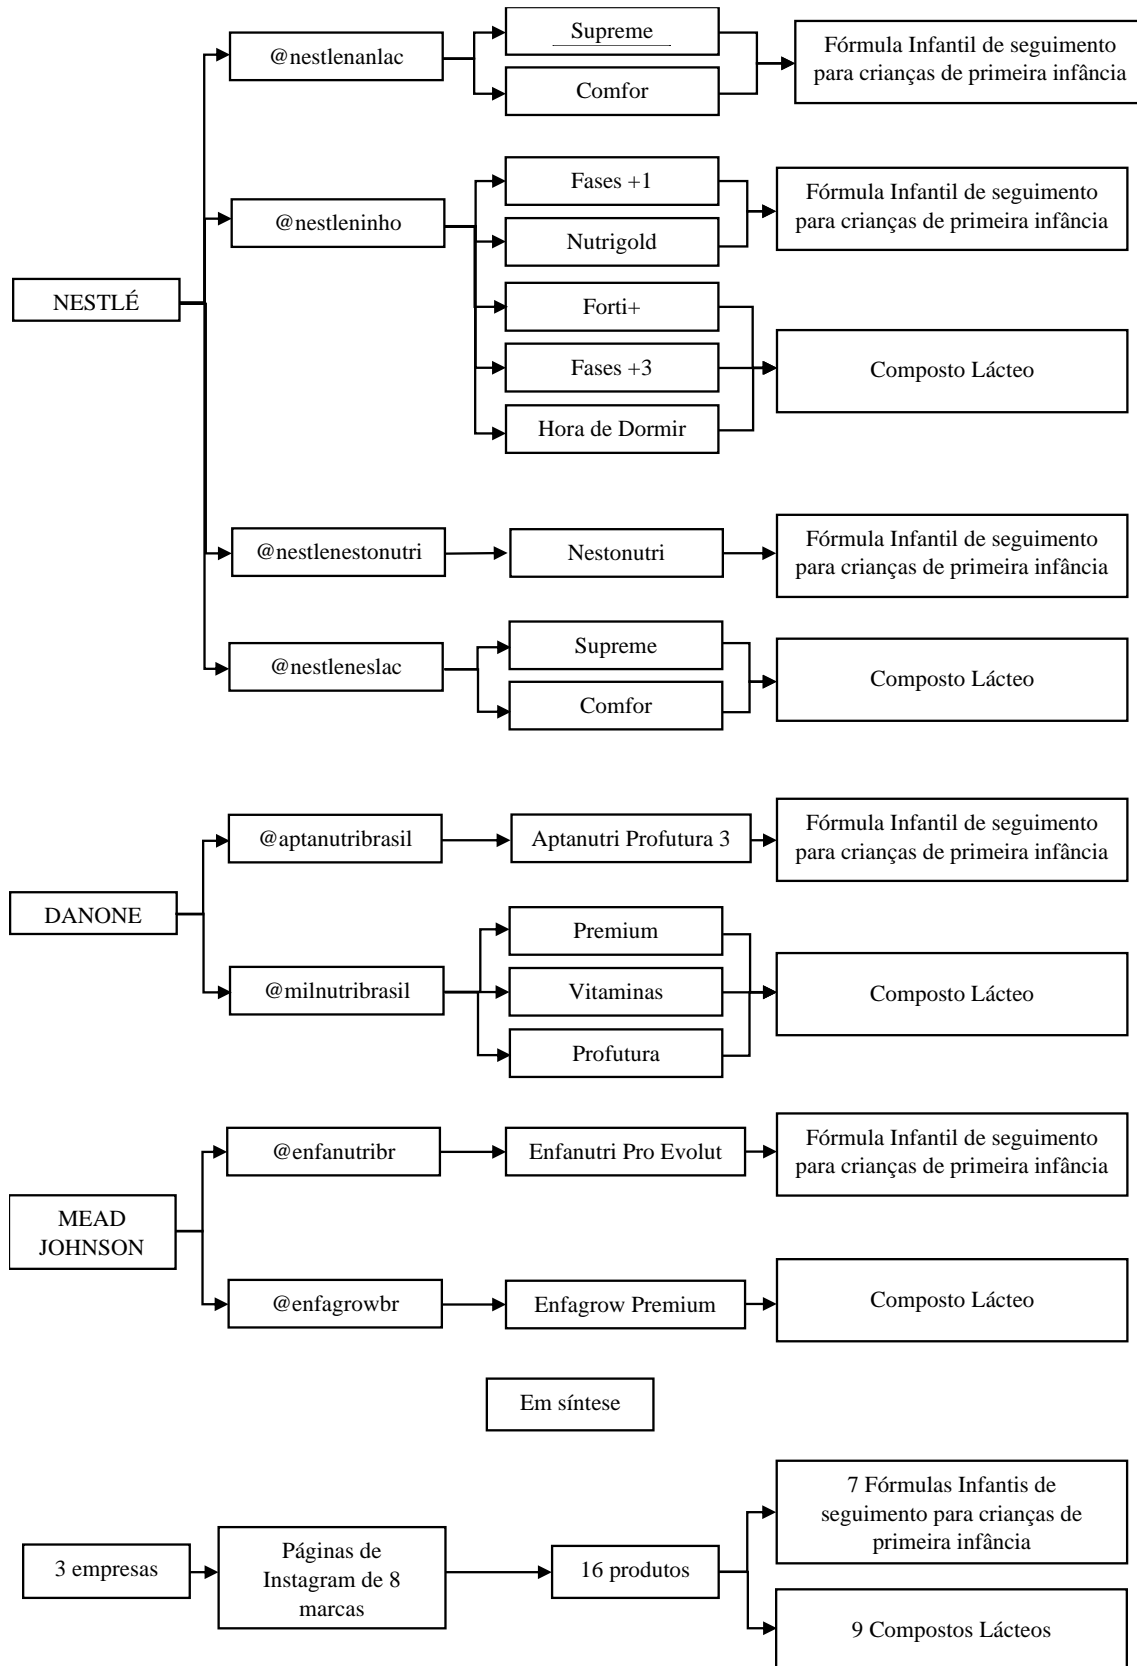 @nestlenanlac
Supreme
Comfor
Fórmula Infantil de seguimento
para crianças de primeira infância
NESTLÉ
@nestleninho
Fases +1
Nutrigold
Fórmula Infantil de seguimento
para crianças de primeira infância
Forti+
Fases +3
Hora de Dormir
Composto Lácteo
@nestlenestonutri
Nestonutri
Fórmula Infantil de seguimento
para crianças de primeira infância
@nestleneslac
Supreme
Comfor
Composto Lácteo
DANONE
@aptanutribrasil
Aptanutri Profutura 3
Fórmula Infantil de seguimento
para crianças de primeira infância
@milnutribrasil
Premium
Vitaminas
Profutura
Composto Lácteo
MEAD
JOHNSON
@enfanutribr
Enfanutri Pro Evolut
Fórmula Infantil de seguimento
para crianças de primeira infância
@enfagrowbr
Enfagrow Premium
Composto Lácteo
Em síntese
3 empresas
Páginas de
Instagram de 8
marcas
16 produtos
7 Fórmulas Infantis de
seguimento para crianças de
primeira infância
9 Compostos Lácteos